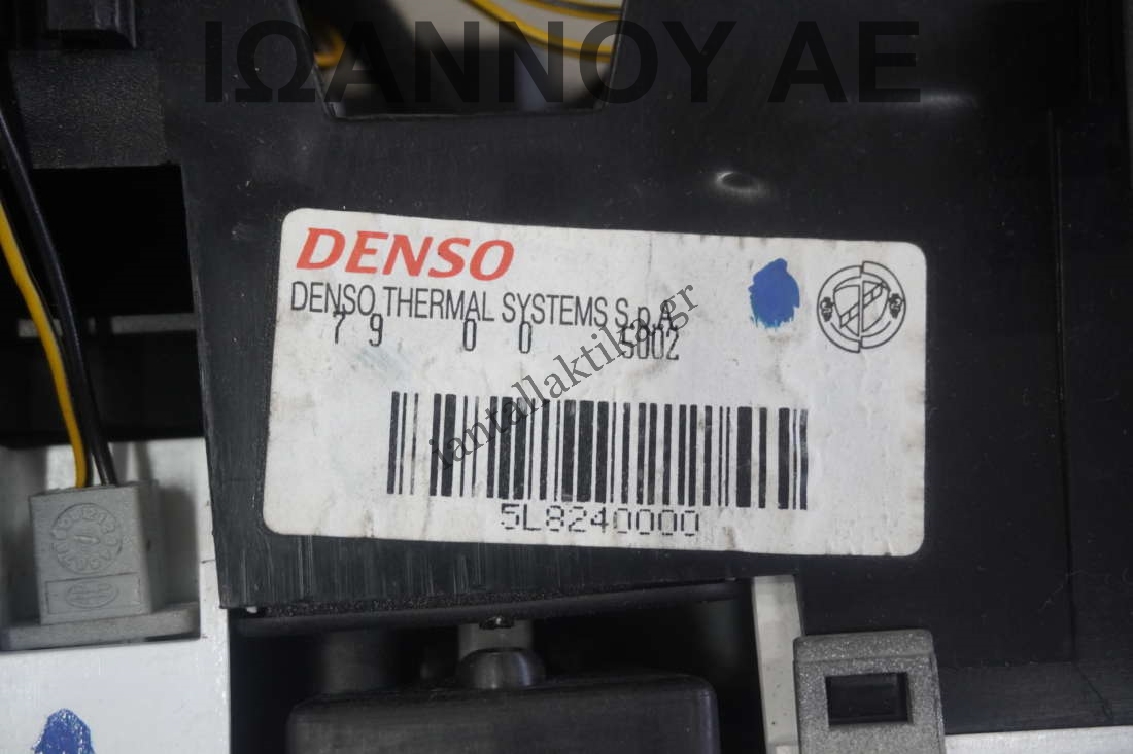 ΙΩΑΝΝΟΥ ΑΕ
DENSO
DENSO THERMAL SYSTEMS S.p.A.
79 00 5002
iantallaktika.gr
5L8240000